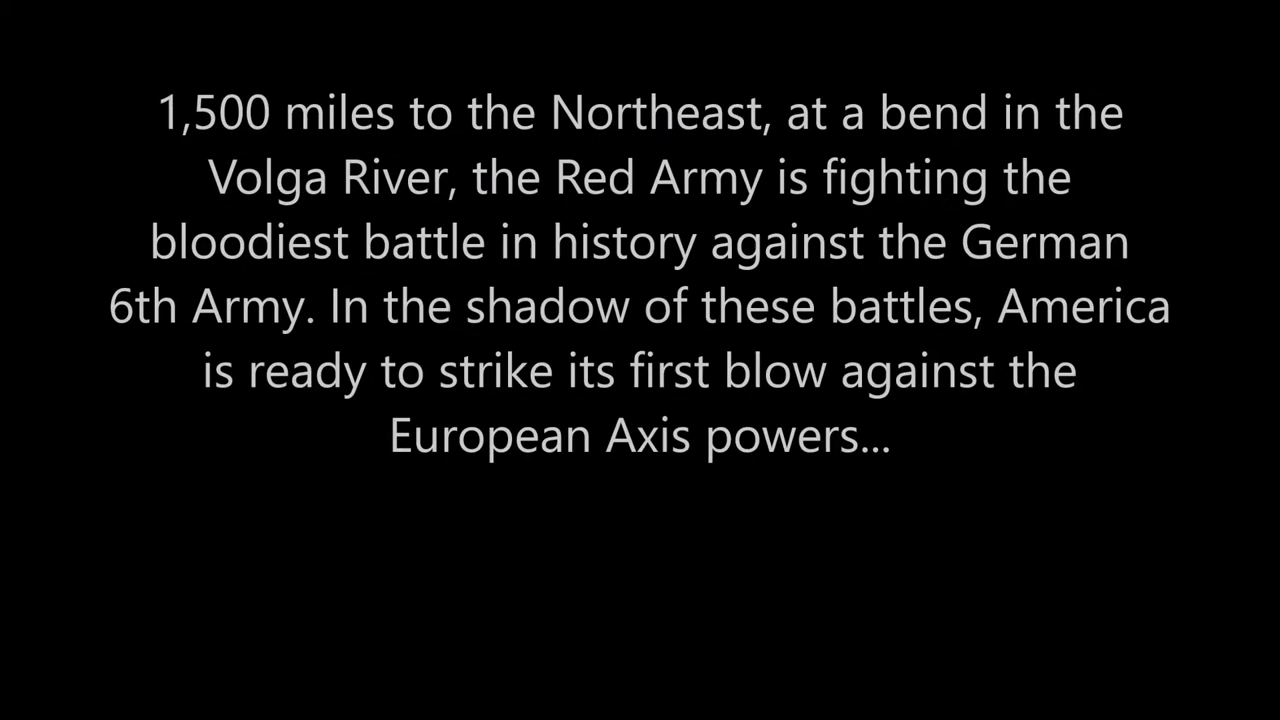 1,500 miles to the Northeast, at a bend in the
Volga River, the Red Army is fighting the
bloodiest battle in history against the German
6th Army. In the shadow of these battles, America
is ready to strike its first blow against the
European Axis powers...